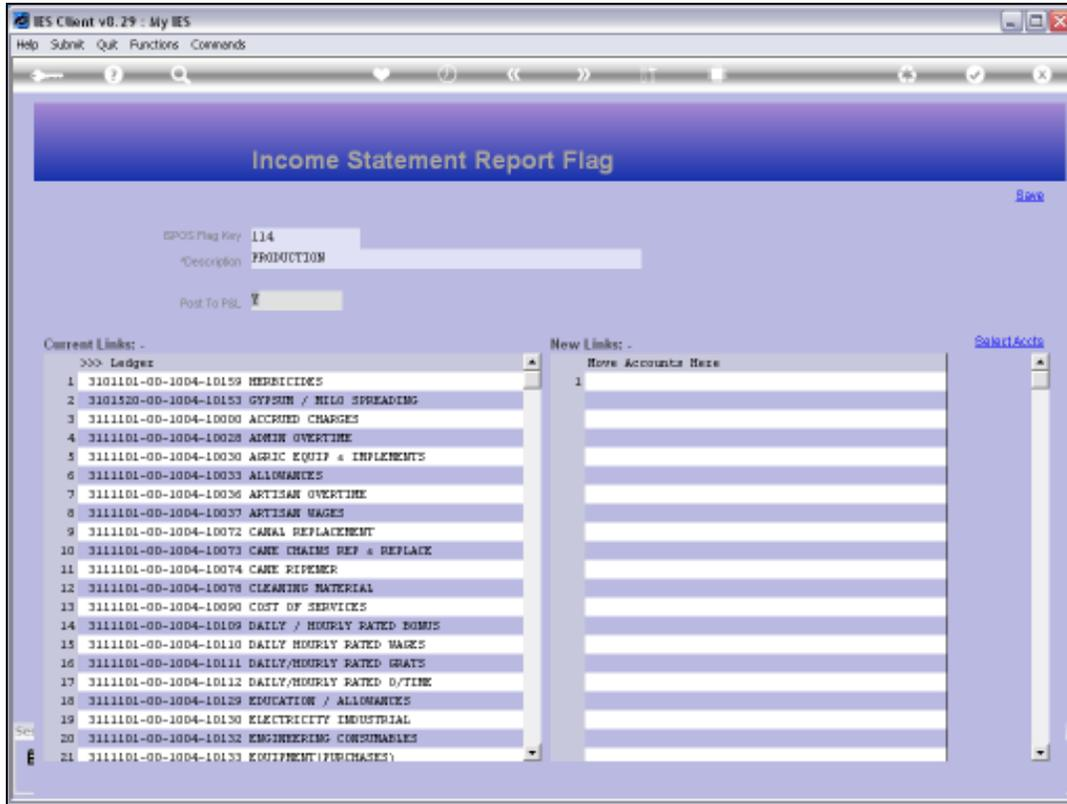 IES Client v8.29 : My IES
Help Submit Quit Functions Commands
Income Statement Report Flag
Save
ISPOS Flag Key 114
*Description PRODUCTION
Post To P&L Y
Current Links: - New Links: - Select Accts
>>> Ledger Move Accounts Here
1 3101101-00-1004-10159 HERBICIDES 1
2 3101520-00-1004-10153 GYPSUM / MILO SPREADING
3 3111101-00-1004-10000 ACCRUED CHARGES
4 3111101-00-1004-10028 ADMIN OVERTIME
5 3111101-00-1004-10030 AGRIC EQUIP & IMPLEMENTS
6 3111101-00-1004-10033 ALLOWANCES
7 3111101-00-1004-10036 ARTISAN OVERTIME
8 3111101-00-1004-10037 ARTISAN WAGES
9 3111101-00-1004-10072 CANAL REPLACEMENT
10 3111101-00-1004-10073 CANE CHAINS REP & REPLACE
11 3111101-00-1004-10074 CANE RIPENER
12 3111101-00-1004-10078 CLEANING MATERIAL
13 3111101-00-1004-10090 COST OF SERVICES
14 3111101-00-1004-10109 DAILY / HOURLY RATED BONUS
15 3111101-00-1004-10110 DAILY HOURLY RATED WAGES
16 3111101-00-1004-10111 DAILY/HOURLY RATED GRATS
17 3111101-00-1004-10112 DAILY/HOURLY RATED O/TIME
18 3111101-00-1004-10129 EDUCATION / ALLOWANCES
19 3111101-00-1004-10130 ELECTRICITY INDUSTRIAL
20 3111101-00-1004-10132 ENGINEERING CONSUMABLES
21 3111101-00-1004-10133 EQUIPMENT(PURCHASES)